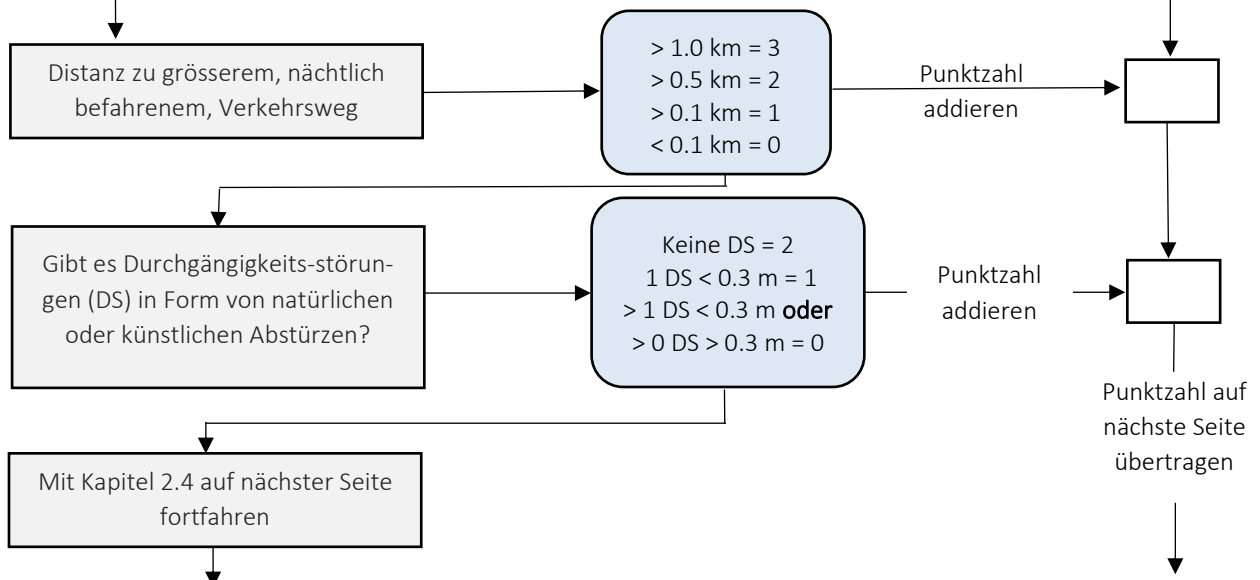 Distanz zu grösserem, nächtlich
befahrenem, Verkehrsweg
> 1.0 km = 3
> 0.5 km = 2
> 0.1 km = 1
< 0.1 km = 0
Punktzahl
addieren
Gibt es Durchgängigkeits-störun-
gen (DS) in Form von natürlichen
oder künstlichen Abstürzen?
Keine DS = 2
1 DS < 0.3 m = 1
> 1 DS < 0.3 m oder
> 0 DS > 0.3 m = 0
Punktzahl
addieren
Punktzahl auf
nächste Seite
übertragen
Mit Kapitel 2.4 auf nächster Seite
fortfahren